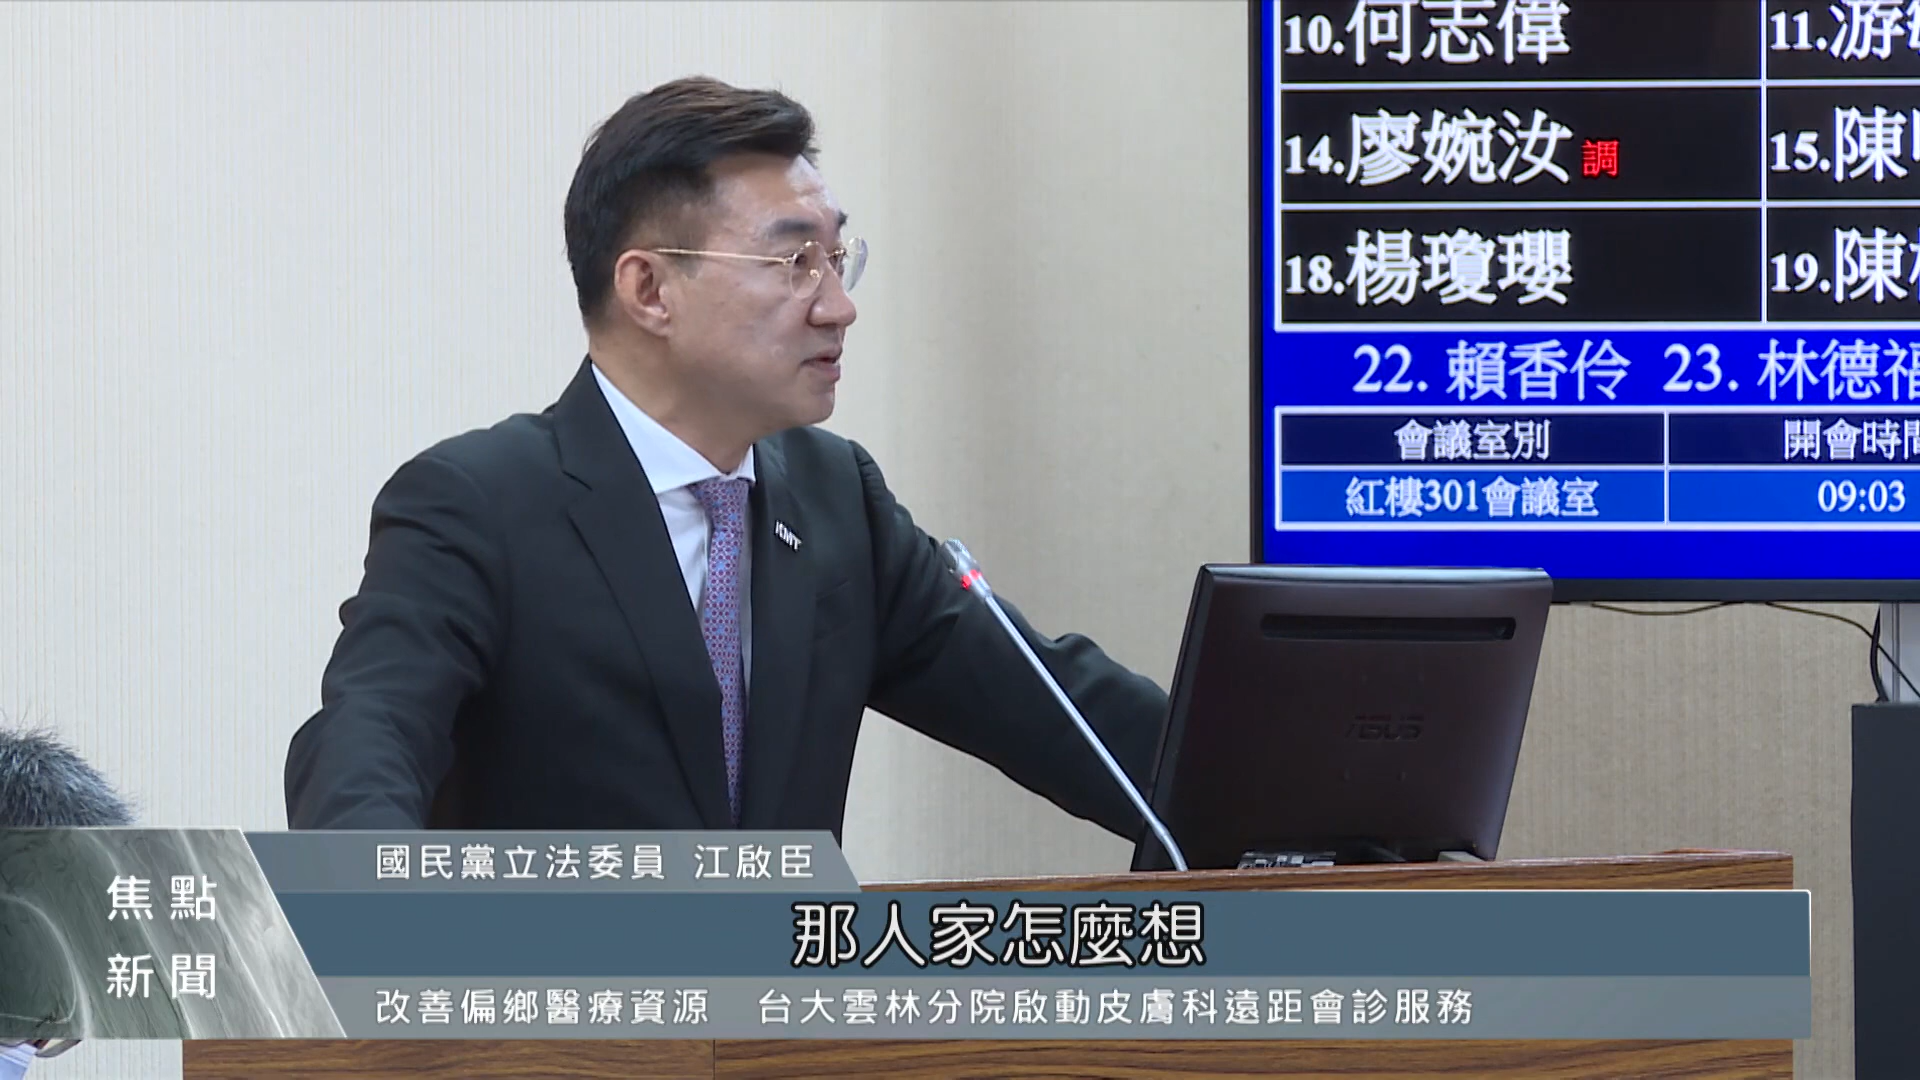 10.何志偉
11.游
14.廖婉汝 調
15.陳
18.楊瓊瓔
19.陳
22. 賴香伶 23. 林德福
會議室別
開會時間
紅樓301會議室
09:03
KMT
ASUS
國民黨立法委員 江啟臣
焦點
新聞
那人家怎麼想
改善偏鄉醫療資源 台大雲林分院啟動皮膚科遠距會診服務